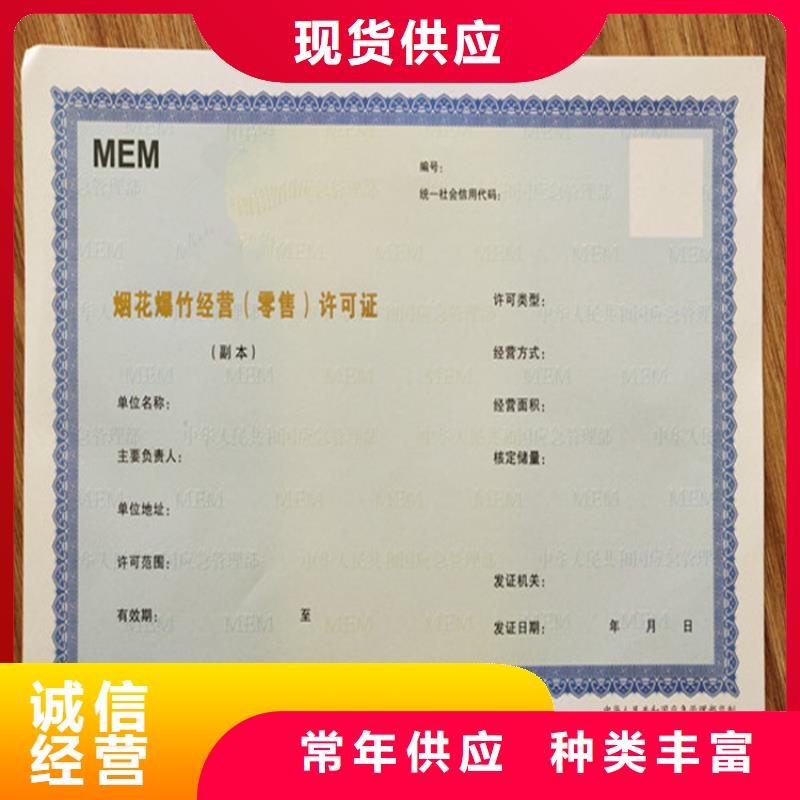 现货供应
MEM
编号:
统一社会信用代码:
烟花爆竹经营(零售)许可证
(副本)
许可类型:
经营方式:
单位名称:
经营面积:
主要负责人:
核定储量:
单位地址:
许可范围:
发证机关:
有效期: 至
发证日期: 年 月 日
诚信
经营
常年供应 种类丰富